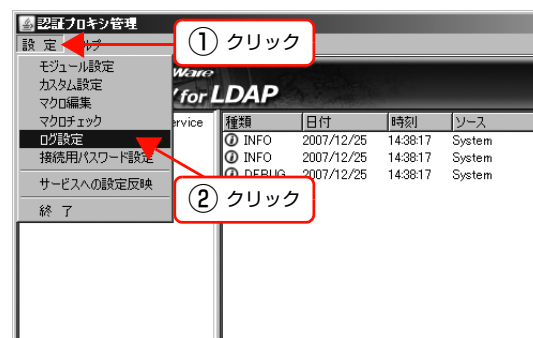 認証プロキシ管理
設 定
① クリック
モジュール設定
カスタム設定
マクロ編集
マクロチェック
ログ設定
接続用パスワード設定
サービスへの設定反映
終 了
② クリック
Ware
for LDAP
ervice
種類 日付 時刻 ソース
INFO 2007/12/25 14:38:17 System
INFO 2007/12/25 14:38:17 System
DEBUG 2007/12/25 14:38:17 System